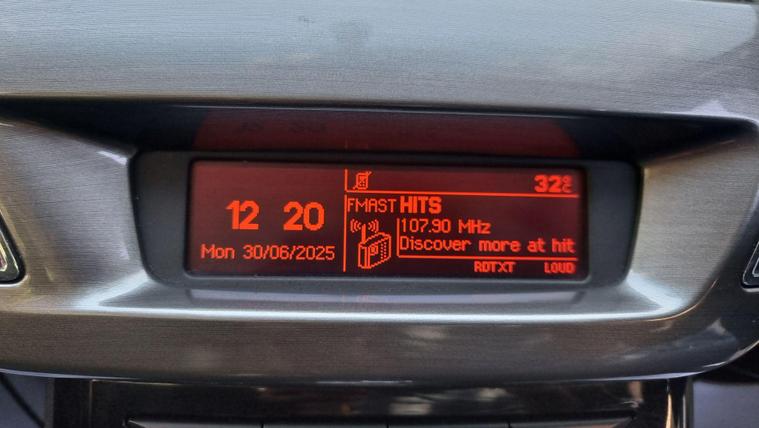 12 20
Mon 30/06/2025
32°C
FMAST HITS
107.90 MHz
Discover more at hit
RDTXT LOUD